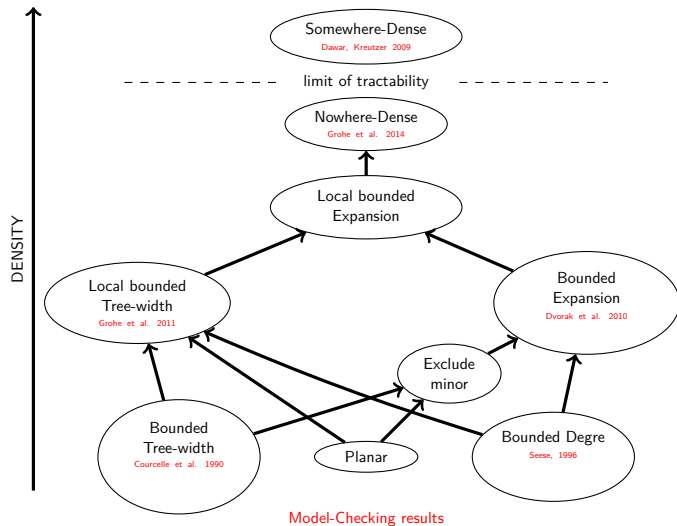 Somewhere-Dense
Dawar, Kreutzer 2009
limit of tractability
Nowhere-Dense
Grohe et al. 2014
Local bounded
Expansion
DENSITY
Local bounded
Tree-width
Grohe et al. 2011
Bounded
Expansion
Dvorak et al. 2010
Exclude
minor
Bounded
Tree-width
Courcelle et al. 1990
Planar
Bounded Degre
Seese, 1996
Model-Checking results